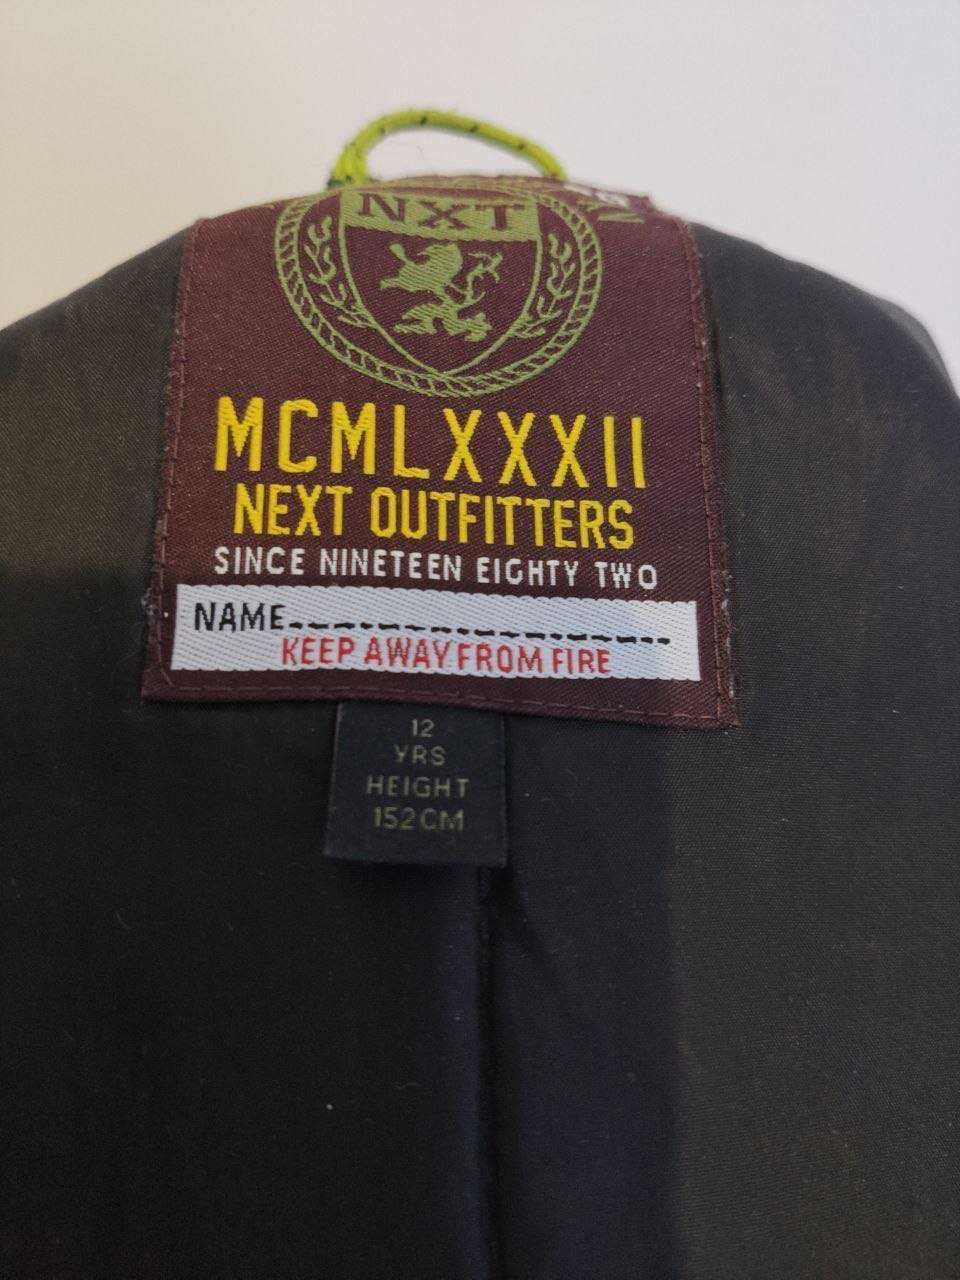 NXT
MCMLXXXII
NEXT OUTFITTERS
SINCE NINETEEN EIGHTY TWO
NAME
KEEP AWAY FROM FIRE
12
YRS
HEIGHT
152CM